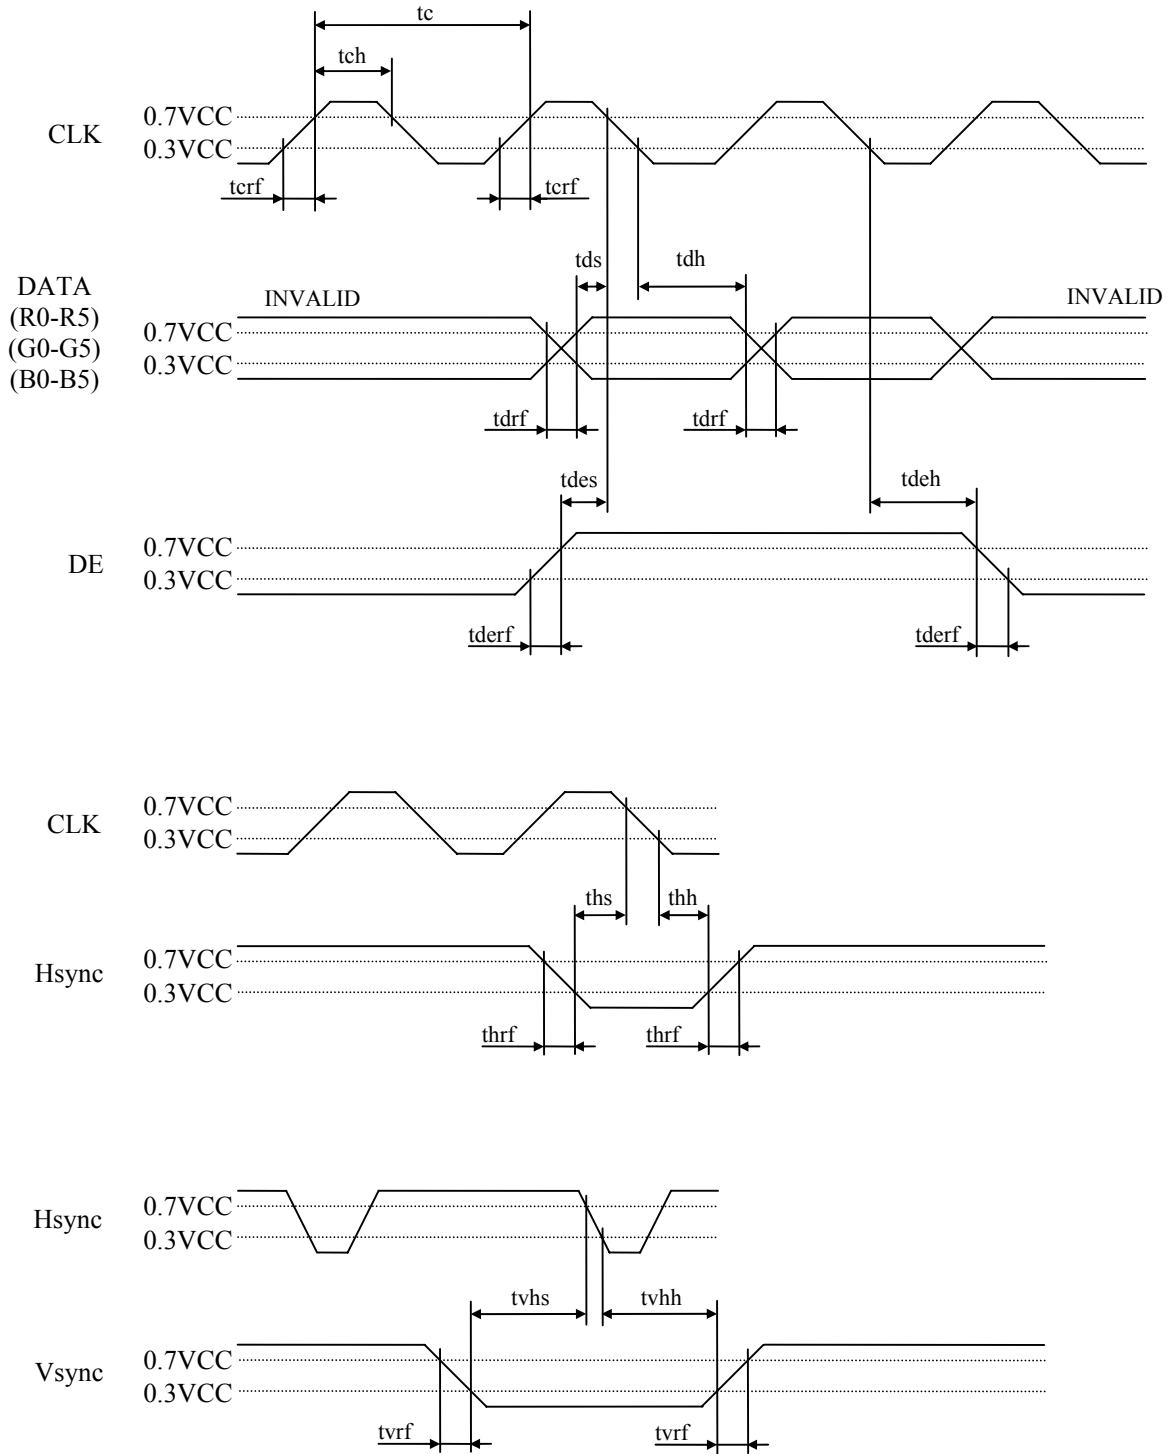 tc
tch
0.7VCC
CLK
0.3VCC
tcrf tcrf
tds tdh
DATA
(R0-R5)
(G0-G5)
(B0-B5)
INVALID INVALID
0.7VCC
0.3VCC
tdrf tdrf
tdes tdeh
0.7VCC
DE
0.3VCC
tderf tderf
0.7VCC
CLK
0.3VCC
ths thh
0.7VCC
Hsync
0.3VCC
thrf thrf
0.7VCC
Hsync
0.3VCC
tvhs tvhh
0.7VCC
Vsync
0.3VCC
tvrf tvrf